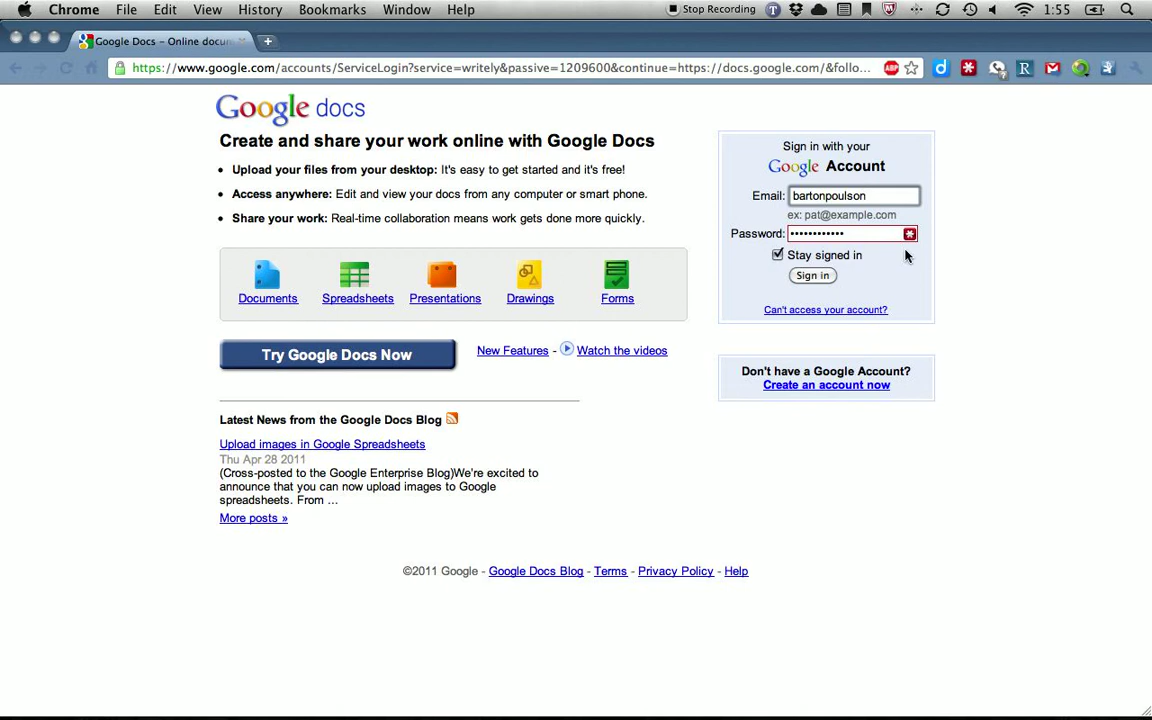 Chrome File Edit View History Bookmarks Window Help Stop Recording 1:55
Google Docs – Online docum
https://www.google.com/accounts/ServiceLogin?service=writely&passive=1209600&continue=https://docs.google.com/&follo... ABP
Google docs
Create and share your work online with Google Docs
Upload your files from your desktop: It's easy to get started and it's free!
Access anywhere: Edit and view your docs from any computer or smart phone.
Share your work: Real-time collaboration means work gets done more quickly.
Documents Spreadsheets Presentations Drawings Forms
Try Google Docs Now
New Features - Watch the videos
Latest News from the Google Docs Blog
Upload images in Google Spreadsheets
Thu Apr 28 2011
(Cross-posted to the Google Enterprise Blog)We're excited to
announce that you can now upload images to Google
spreadsheets. From ...
More posts »
Sign in with your
Google Account
Email: bartonpoulson
ex: pat@example.com
Password: ••••••••••••
Stay signed in
Sign in
Can't access your account?
Don't have a Google Account?
Create an account now
©2011 Google - Google Docs Blog - Terms - Privacy Policy - Help